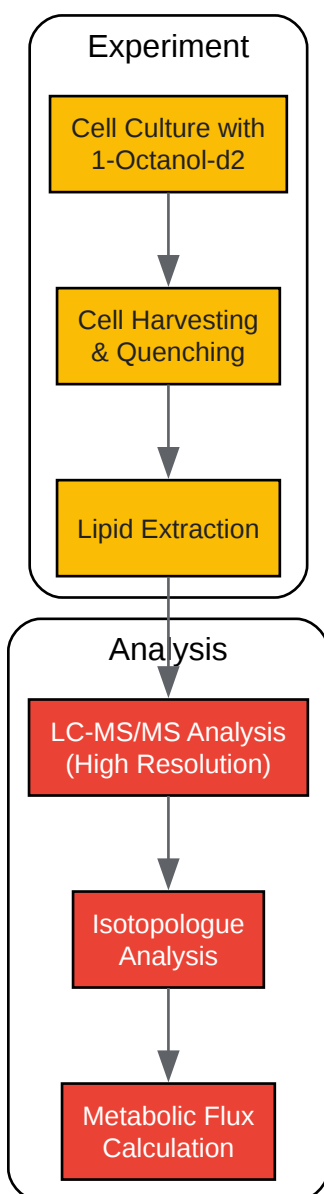 Experiment
Cell Culture with
1-Octanol-d2
Cell Harvesting
& Quenching
Lipid Extraction
Analysis
LC-MS/MS Analysis
(High Resolution)
Isotopologue
Analysis
Metabolic Flux
Calculation